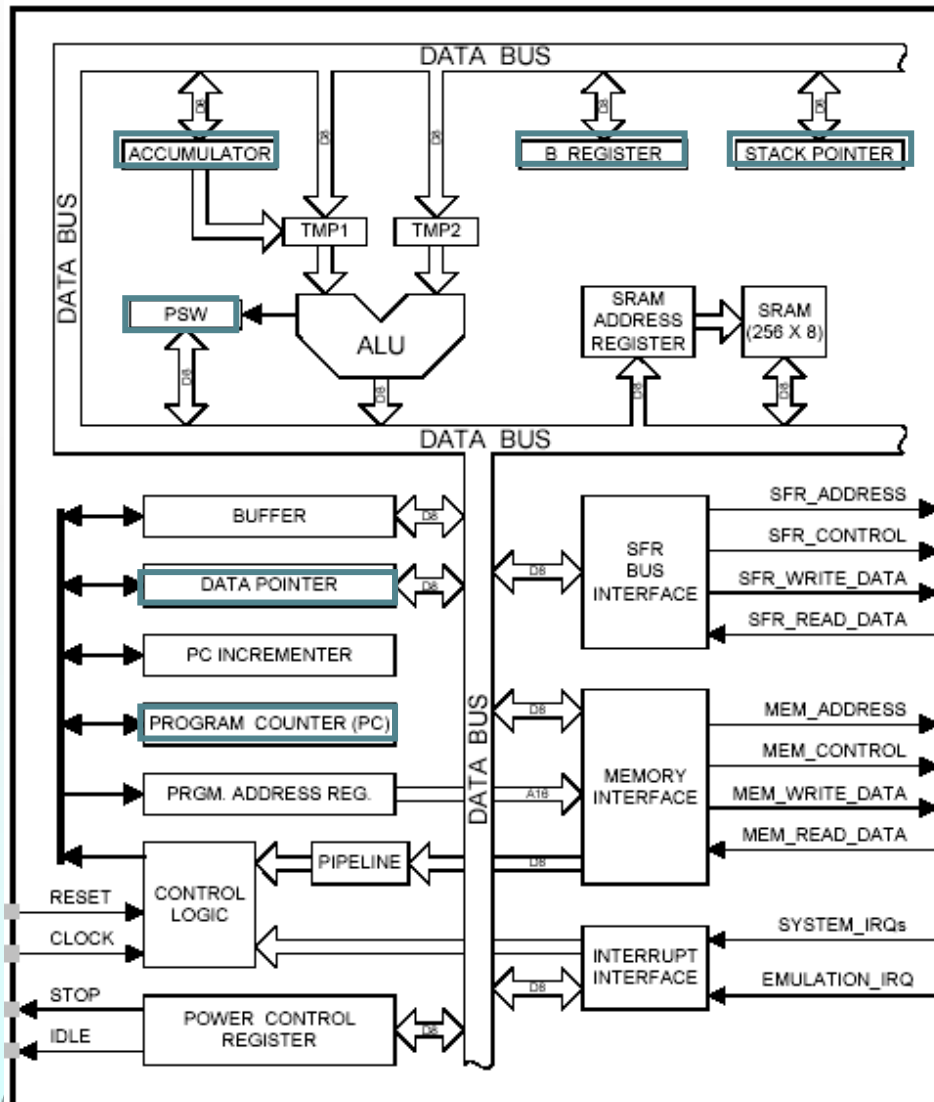 DATA BUS
D8
D8
D8
D8
D8
ACCUMULATOR
B REGISTER
STACK POINTER
DATA BUS
TMP1
TMP2
PSW
ALU
SRAM
ADDRESS
REGISTER
SRAM
(256 X 8)
D8
D8
D8
D8
DATA BUS
BUFFER
D8
DATA POINTER
D8
PC INCREMENTER
PROGRAM COUNTER (PC)
PRGM. ADDRESS REG.
A16
PIPELINE
D8
CONTROL
LOGIC
RESET
CLOCK
STOP
IDLE
POWER CONTROL
REGISTER
D8
DATA BUS
D8
SFR
BUS
INTERFACE
SFR_ADDRESS
SFR_CONTROL
SFR_WRITE_DATA
SFR_READ_DATA
D8
MEMORY
INTERFACE
MEM_ADDRESS
MEM_CONTROL
MEM_WRITE_DATA
MEM_READ_DATA
D8
INTERRUPT
INTERFACE
SYSTEM_IRQs
EMULATION_IRQ